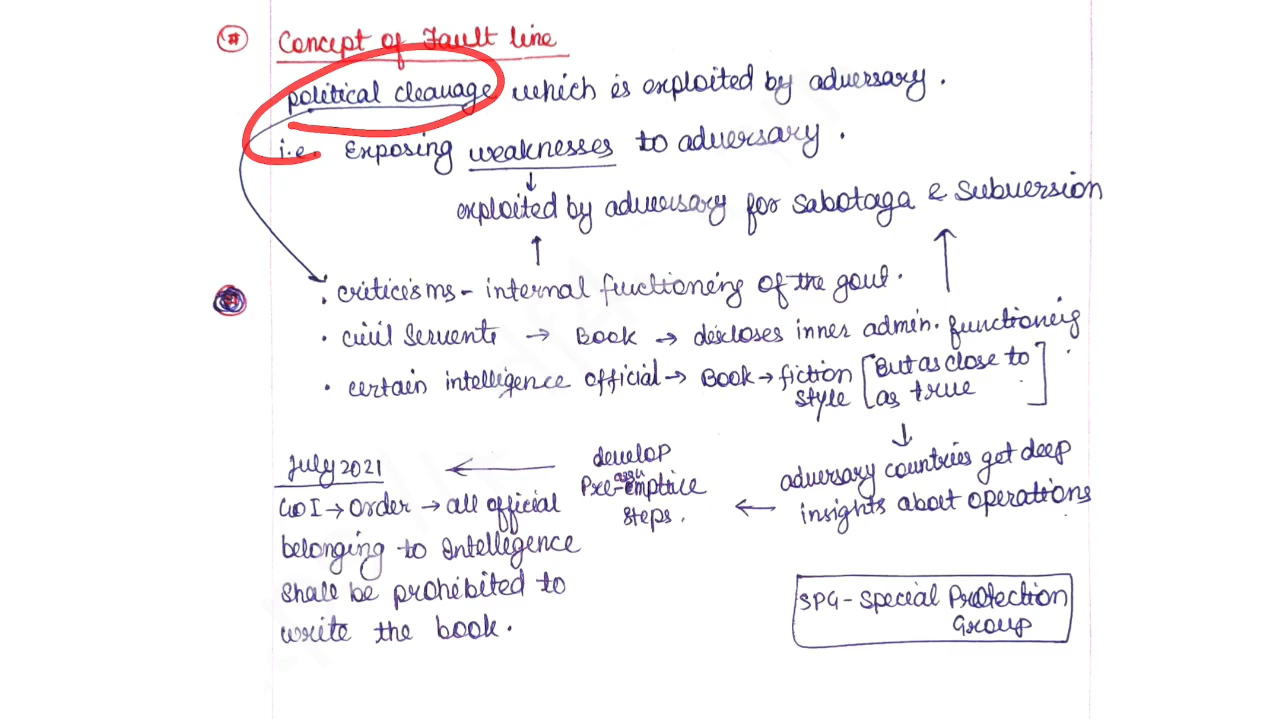 # Concept of Fault line
political cleavage which is exploited by adversary.
i.e. Exposing weaknesses to adversary.
exploited by adversary for Sabotaga & Subversion
• criticisms - internal functioning of the govt.
• civil Servents → Book → discloses inner admin. functioning
• certain intelligence official → Book → fiction style [But as close to as true]
adversary countries get deep
insights about operations
develop
Pre-emptive
steps.
July 2021
GOI → Order → all official
belonging to Intellegence
shall be prohibited to
write the book.
SPG - Special Protection
Group